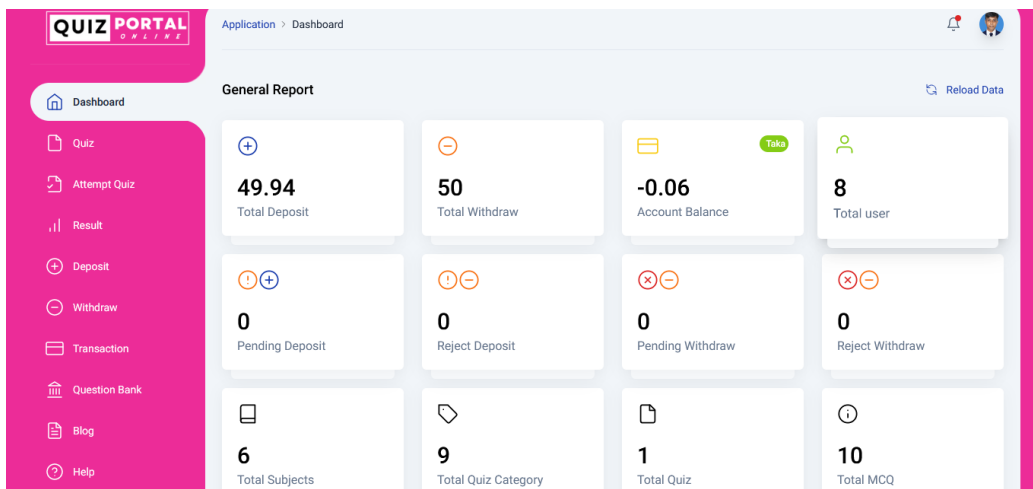 QUIZ PORTAL
ONLINE
Application > Dashboard
Dashboard
Quiz
Attempt Quiz
Result
Deposit
Withdraw
Transaction
Question Bank
Blog
Help
General Report
Reload Data
49.94
Total Deposit
50
Total Withdraw
Taka
-0.06
Account Balance
8
Total user
0
Pending Deposit
0
Reject Deposit
0
Pending Withdraw
0
Reject Withdraw
6
Total Subjects
9
Total Quiz Category
1
Total Quiz
10
Total MCQ